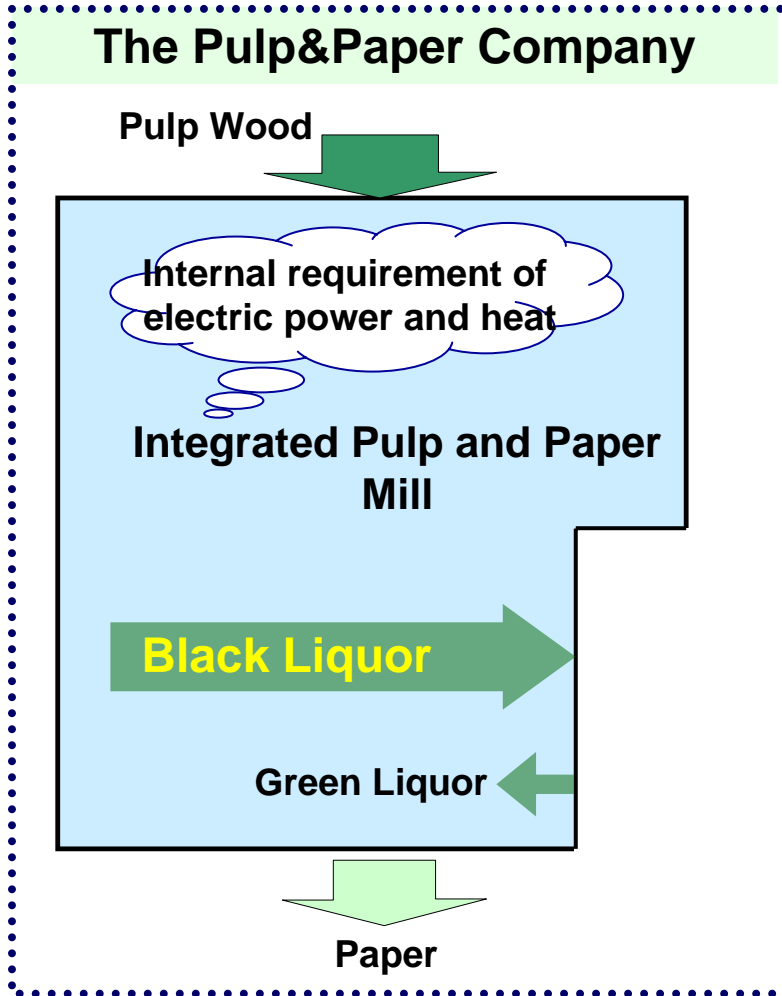 The Pulp&Paper Company
Pulp Wood
Internal requirement of
electric power and heat
Integrated Pulp and Paper
Mill
Black Liquor
Green Liquor
Paper